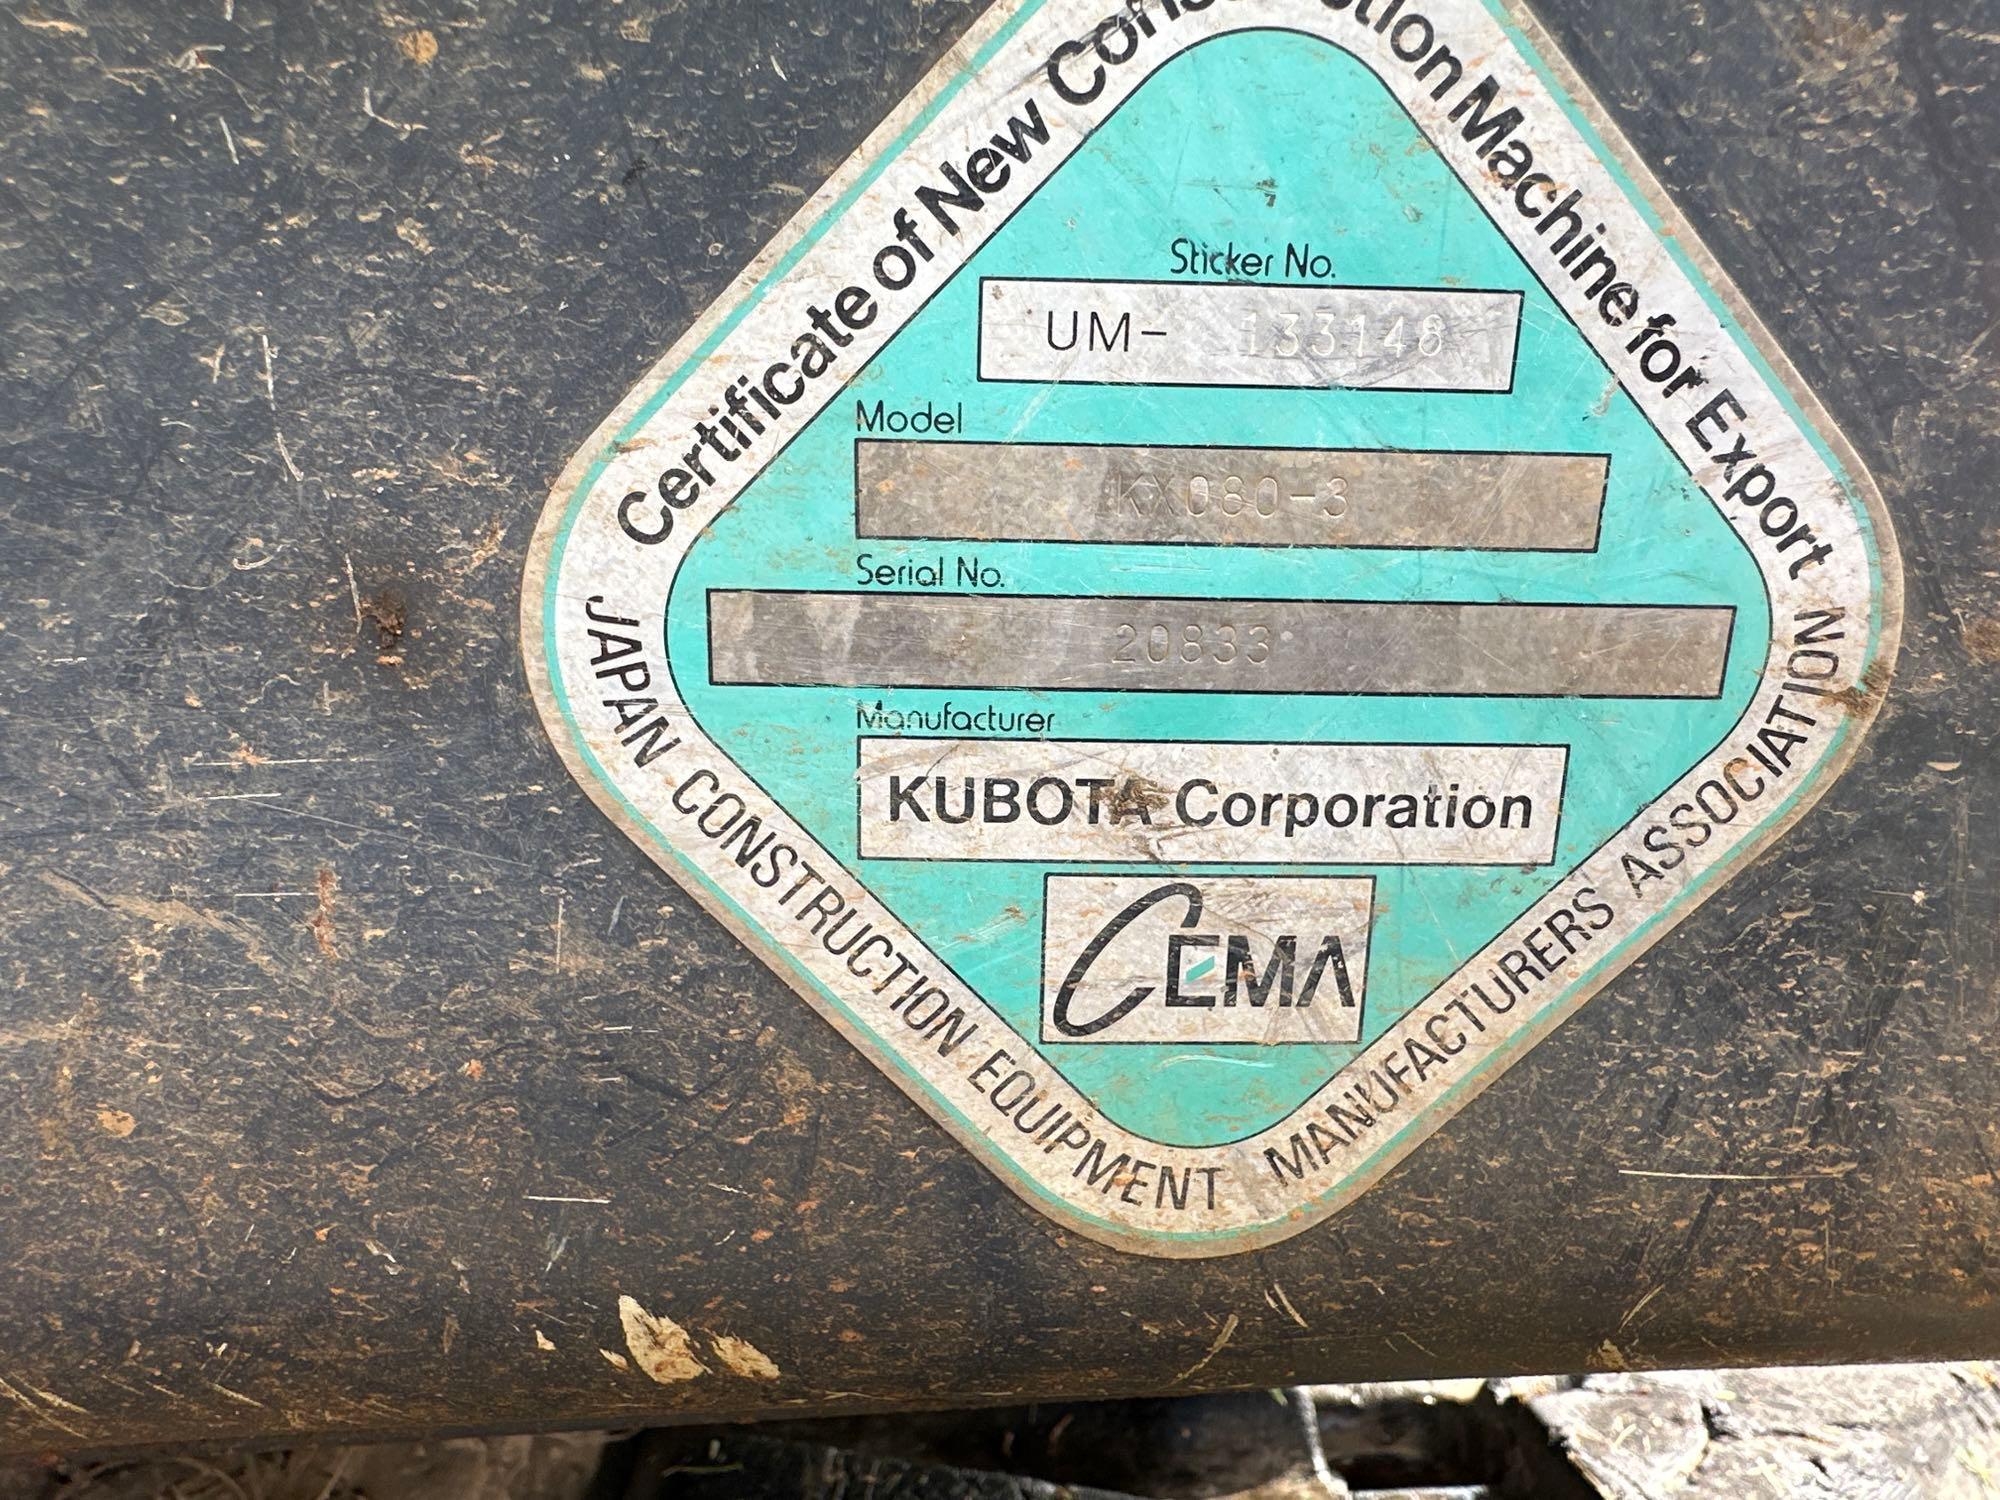 Certificate of New Construction Machine for Export
Sticker No.
UM- 133148
Model
KX080-3
Serial No.
20833
Manufacturer
KUBOTA Corporation
CEMA
JAPAN CONSTRUCTION EQUIPMENT MANUFACTURERS ASSOCIATION